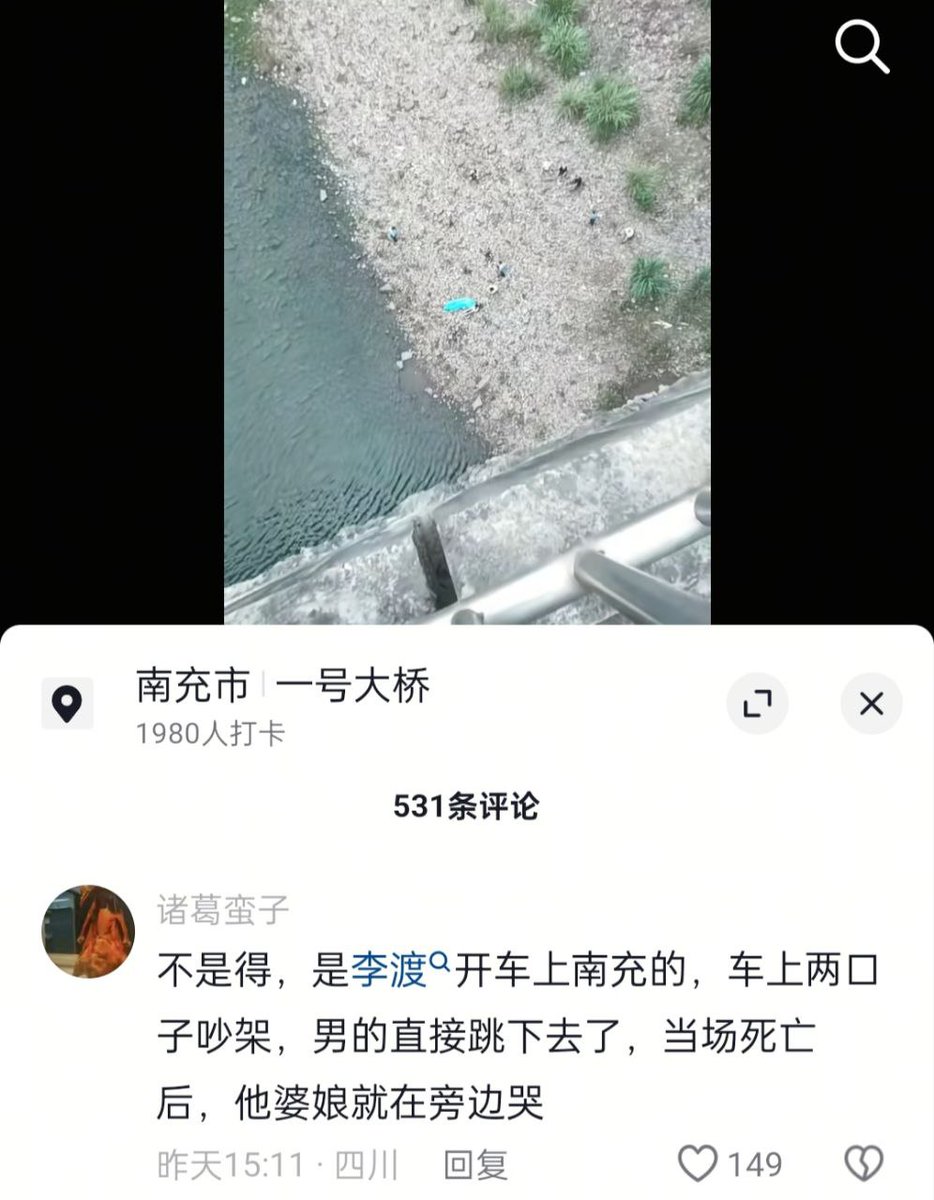 南充市 一号大桥
1980人打卡
531条评论
诸葛蛮子
不是得，是李渡开车上南充的，车上两口
子吵架，男的直接跳下去了，当场死亡
后，他婆娘就在旁边哭
昨天15:11 · 四川 回复 149